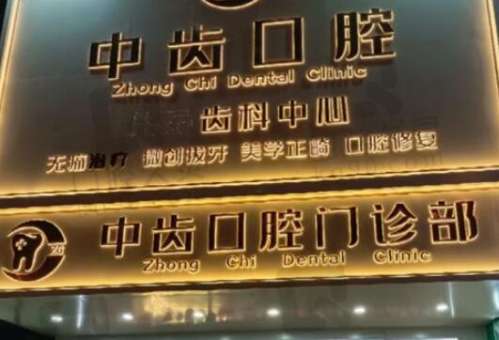 中齿口腔
Zhong Chi Dental Clinic
齿科中心
无痛治疗 微创拔牙 美学正畸 口腔修复
中齿口腔门诊部
Zhong Chi Dental Clinic